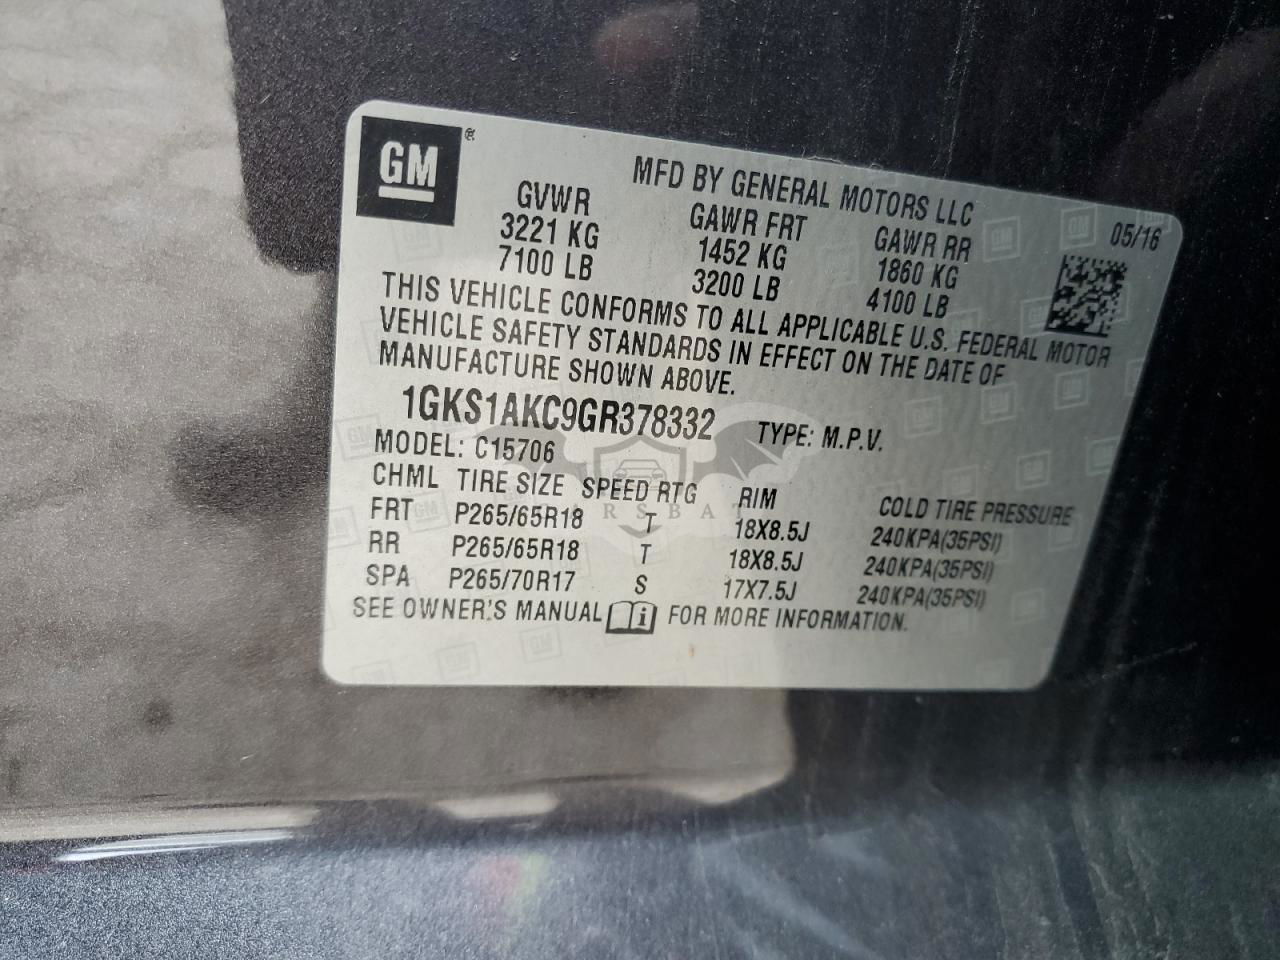 GM ®
MFD BY GENERAL MOTORS LLC
05/16
GVWR GAWR FRT GAWR RR
3221 KG 1452 KG 1860 KG
7100 LB 3200 LB 4100 LB
THIS VEHICLE CONFORMS TO ALL APPLICABLE U.S. FEDERAL MOTOR
VEHICLE SAFETY STANDARDS IN EFFECT ON THE DATE OF
MANUFACTURE SHOWN ABOVE.
1GKS1AKC9GR378332 TYPE: M.P.V.
MODEL: C15706
CHML TIRE SIZE SPEED RTG RIM COLD TIRE PRESSURE
FRT P265/65R18 T 18X8.5J 240KPA(35PSI)
RR P265/65R18 T 18X8.5J 240KPA(35PSI)
SPA P265/70R17 S 17X7.5J 240KPA(35PSI)
SEE OWNER'S MANUAL i FOR MORE INFORMATION.